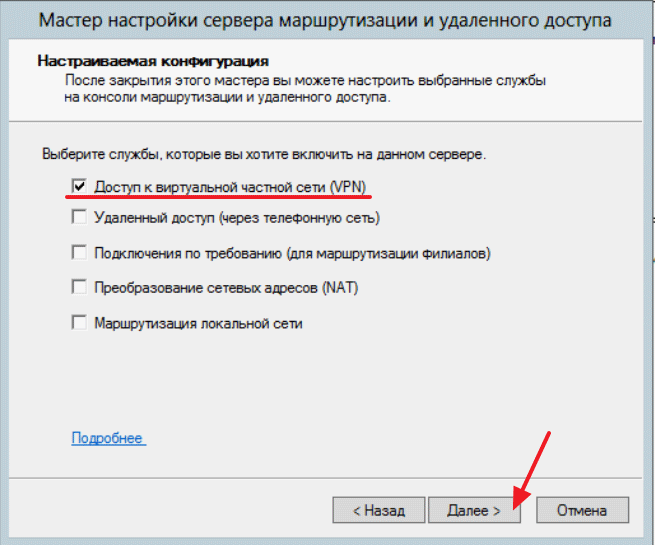 Мастер настройки сервера маршрутизации и удаленного доступа
Настраиваемая конфигурация
После закрытия этого мастера вы можете настроить выбранные службы
на консоли маршрутизации и удаленного доступа.
Выберите службы, которые вы хотите включить на данном сервере.
Доступ к виртуальной частной сети (VPN)
Удаленный доступ (через телефонную сеть)
Подключения по требованию (для маршрутизации филиалов)
Преобразование сетевых адресов (NAT)
Маршрутизация локальной сети
Подробнее
< Назад
Далее >
Отмена